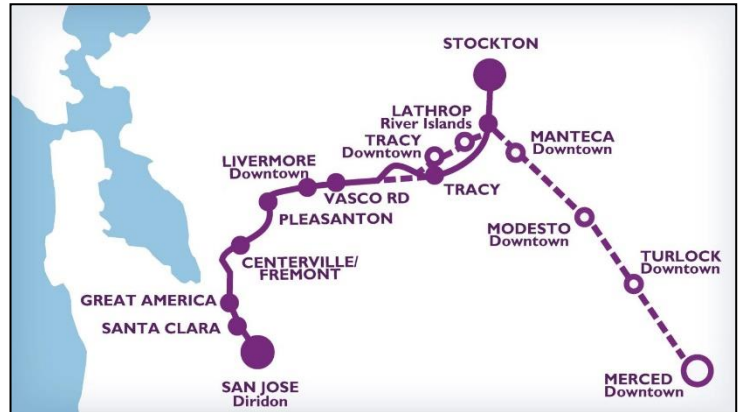 STOCKTON
LATHROP
River Islands
TRACY
Downtown
MANTECA
Downtown
LIVERMORE
Downtown
VASCO RD
TRACY
PLEASANTON
MODESTO
Downtown
CENTERVILLE/
FREMONT
TURLOCK
Downtown
GREAT AMERICA
SANTA CLARA
SAN JOSE
Diridon
MERCED
Downtown